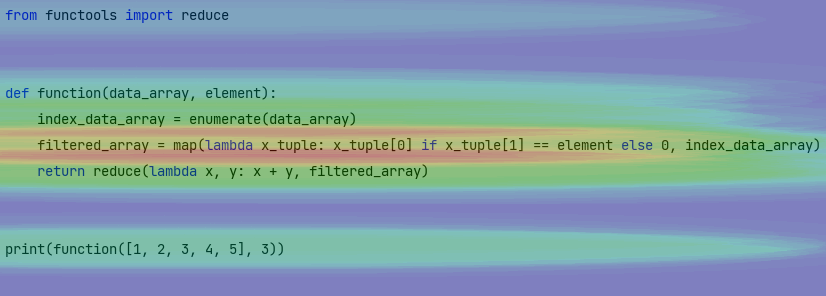 from functools import reduce
def function(data_array, element):
    index_data_array = enumerate(data_array)
    filtered_array = map(lambda x_tuple: x_tuple[0] if x_tuple[1] == element else 0, index_data_array)
    return reduce(lambda x, y: x + y, filtered_array)
print(function([1, 2, 3, 4, 5], 3))